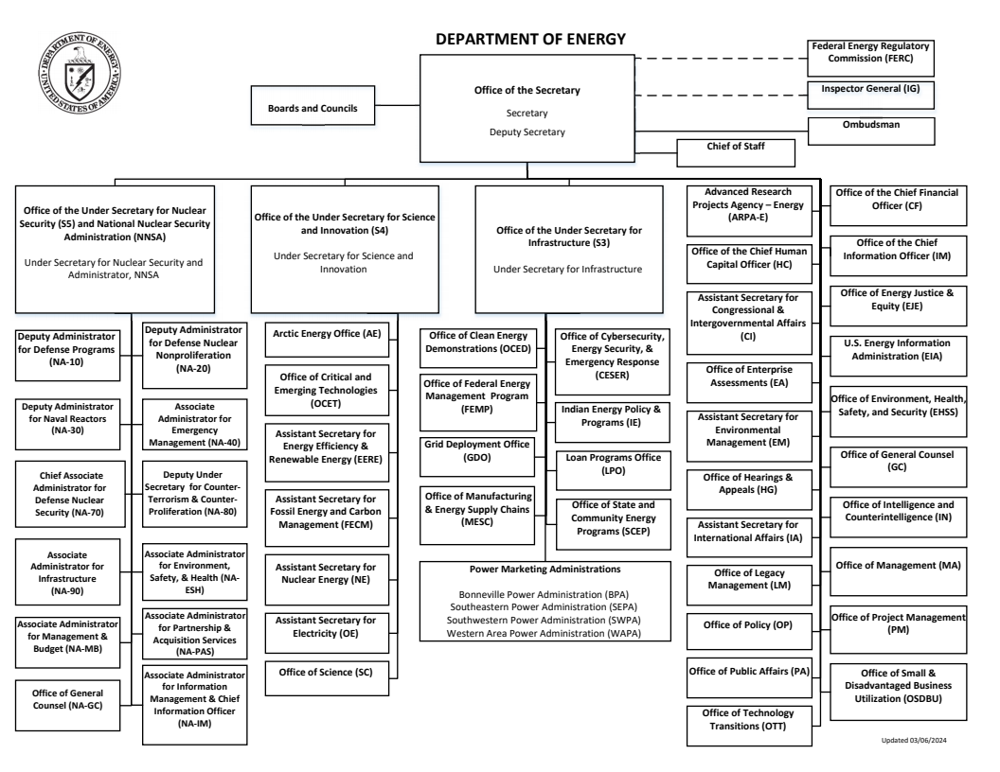 DEPARTMENT OF ENERGY
DEPARTMENT OF ENERGY
UNITED STATES OF AMERICA
Office of the Secretary
Secretary
Deputy Secretary
Boards and Councils
Federal Energy Regulatory
Commission (FERC)
Inspector General (IG)
Ombudsman
Chief of Staff
Office of the Under Secretary for Nuclear
Security (S5) and National Nuclear Security
Administration (NNSA)
Under Secretary for Nuclear Security and
Administrator, NNSA
Deputy Administrator
for Defense Programs
(NA-10)
Deputy Administrator
for Defense Nuclear
Nonproliferation
(NA-20)
Deputy Administrator
for Naval Reactors
(NA-30)
Associate
Administrator for
Emergency
Management (NA-40)
Chief Associate
Administrator for
Defense Nuclear
Security (NA-70)
Deputy Under
Secretary for Counter-
Terrorism & Counter-
Proliferation (NA-80)
Associate
Administrator for
Infrastructure
(NA-90)
Associate Administrator
for Environment,
Safety, & Health (NA-
ESH)
Associate Administrator
for Management &
Budget (NA-MB)
Associate Administrator
for Partnership &
Acquisition Services
(NA-PAS)
Office of General
Counsel (NA-GC)
Associate Administrator
for Information
Management & Chief
Information Officer
(NA-IM)
Office of the Under Secretary for Science
and Innovation (S4)
Under Secretary for Science and
Innovation
Arctic Energy Office (AE)
Office of Critical and
Emerging Technologies
(OCET)
Assistant Secretary for
Energy Efficiency &
Renewable Energy (EERE)
Assistant Secretary for
Fossil Energy and Carbon
Management (FECM)
Assistant Secretary for
Nuclear Energy (NE)
Assistant Secretary for
Electricity (OE)
Office of Science (SC)
Office of the Under Secretary for
Infrastructure (S3)
Under Secretary for Infrastructure
Office of Clean Energy
Demonstrations (OCED)
Office of Cybersecurity,
Energy Security, &
Emergency Response
(CESER)
Office of Federal Energy
Management Program
(FEMP)
Indian Energy Policy &
Programs (IE)
Grid Deployment Office
(GDO)
Loan Programs Office
(LPO)
Office of Manufacturing
& Energy Supply Chains
(MESC)
Office of State and
Community Energy
Programs (SCEP)
Power Marketing Administrations
Bonneville Power Administration (BPA)
Southeastern Power Administration (SEPA)
Southwestern Power Administration (SWPA)
Western Area Power Administration (WAPA)
Advanced Research
Projects Agency – Energy
(ARPA-E)
Office of the Chief Human
Capital Officer (HC)
Assistant Secretary for
Congressional &
Intergovernmental Affairs
(CI)
Office of Enterprise
Assessments (EA)
Assistant Secretary for
Environmental
Management (EM)
Office of Hearings &
Appeals (HG)
Assistant Secretary for
International Affairs (IA)
Office of Legacy
Management (LM)
Office of Policy (OP)
Office of Public Affairs (PA)
Office of Technology
Transitions (OTT)
Office of the Chief Financial
Officer (CF)
Office of the Chief
Information Officer (IM)
Office of Energy Justice &
Equity (EJE)
U.S. Energy Information
Administration (EIA)
Office of Environment, Health,
Safety, and Security (EHSS)
Office of General Counsel
(GC)
Office of Intelligence and
Counterintelligence (IN)
Office of Management (MA)
Office of Project Management
(PM)
Office of Small &
Disadvantaged Business
Utilization (OSDBU)
Updated 03/06/2024